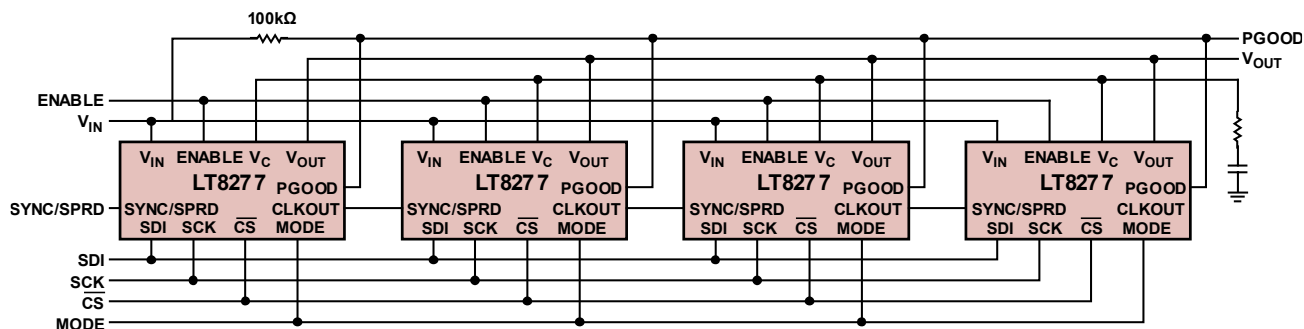 100kΩ
PGOOD
VOUT
ENABLE
VIN
VIN ENABLE VC VOUT
LT8277
PGOOD
SYNC/SPRD CLKOUT
SDI SCK CS MODE
VIN ENABLE VC VOUT
LT8277
PGOOD
SYNC/SPRD CLKOUT
SDI SCK CS MODE
VIN ENABLE VC VOUT
LT8277
PGOOD
SYNC/SPRD CLKOUT
SDI SCK CS MODE
VIN ENABLE VC VOUT
LT8277
PGOOD
SYNC/SPRD CLKOUT
SDI SCK CS MODE
SYNC/SPRD
SDI
SCK
CS
MODE